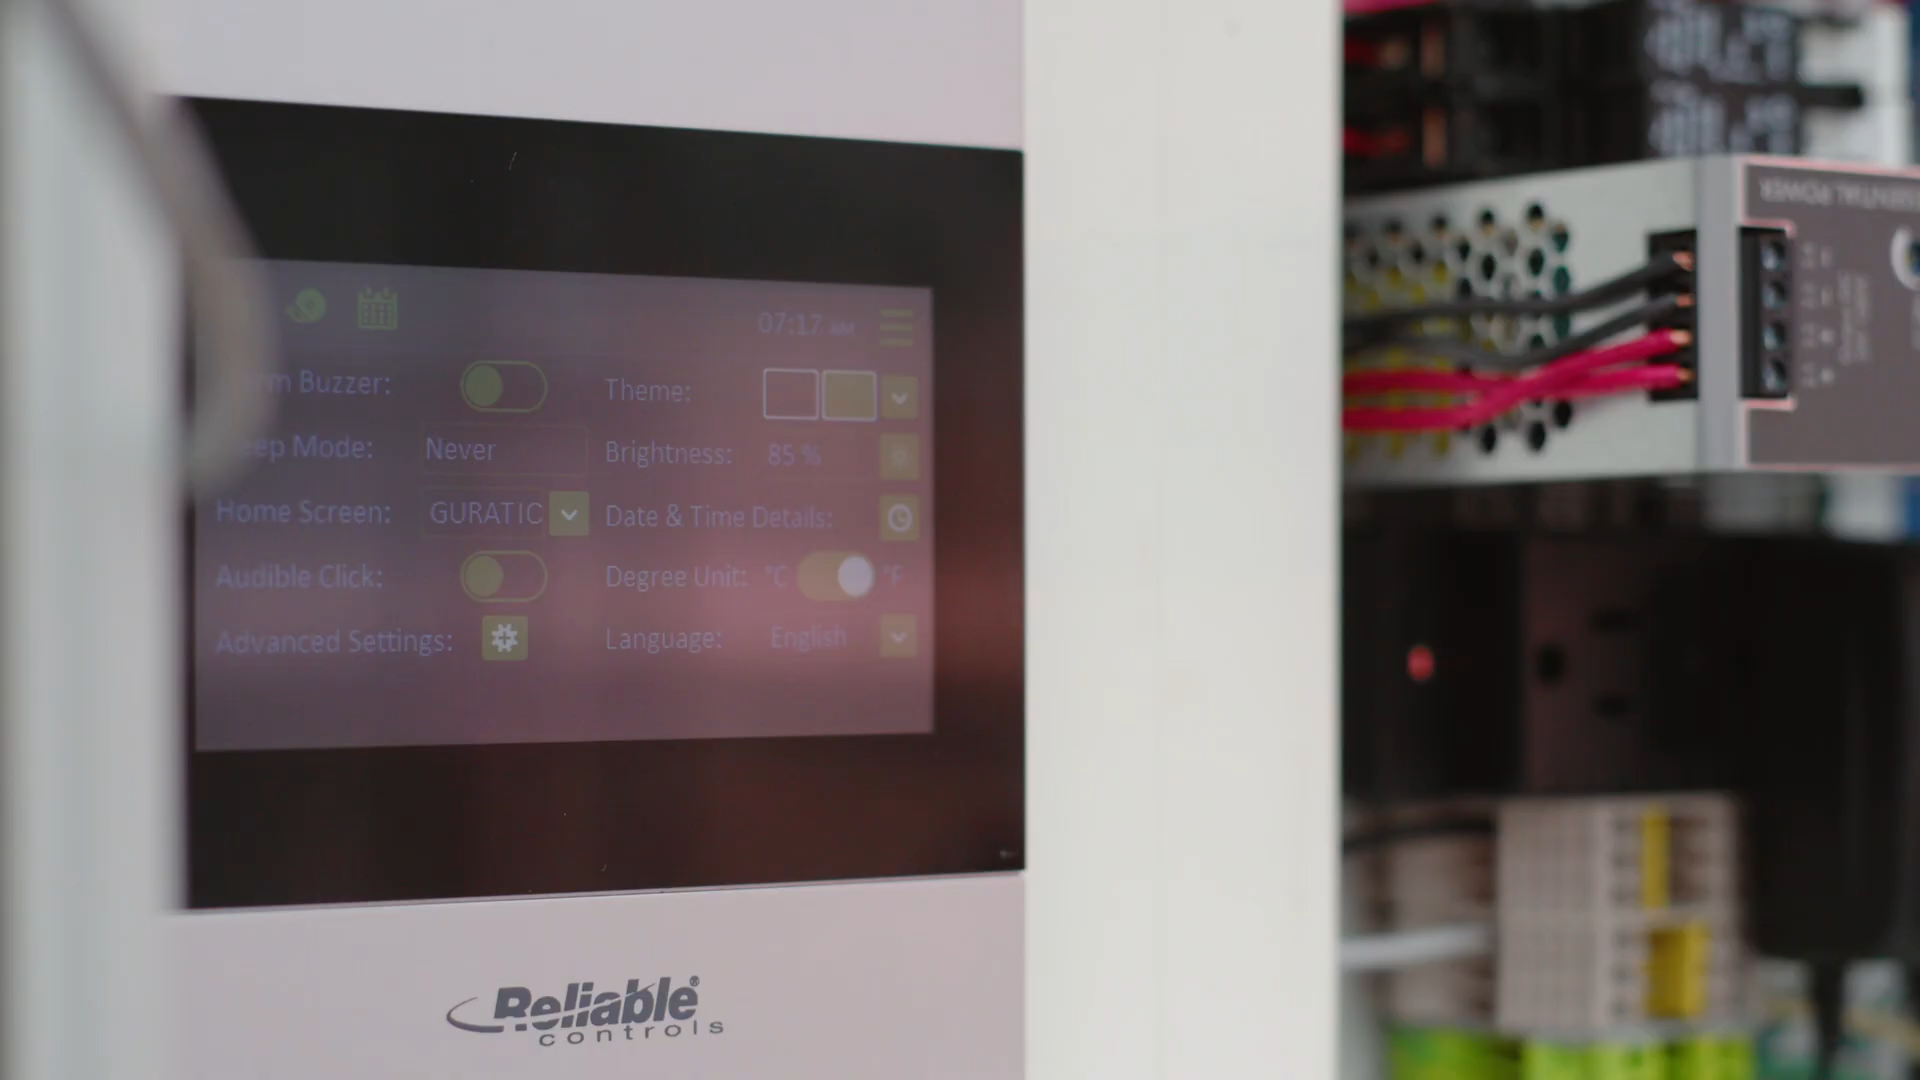 07:17 AM
m Buzzer:
Theme:
eep Mode: Never
Brightness: 85 %
Home Screen: GURATIC
Date & Time Details:
Audible Click:
Degree Unit: °C °F
Advanced Settings:
Language: English
Reliable®
controls